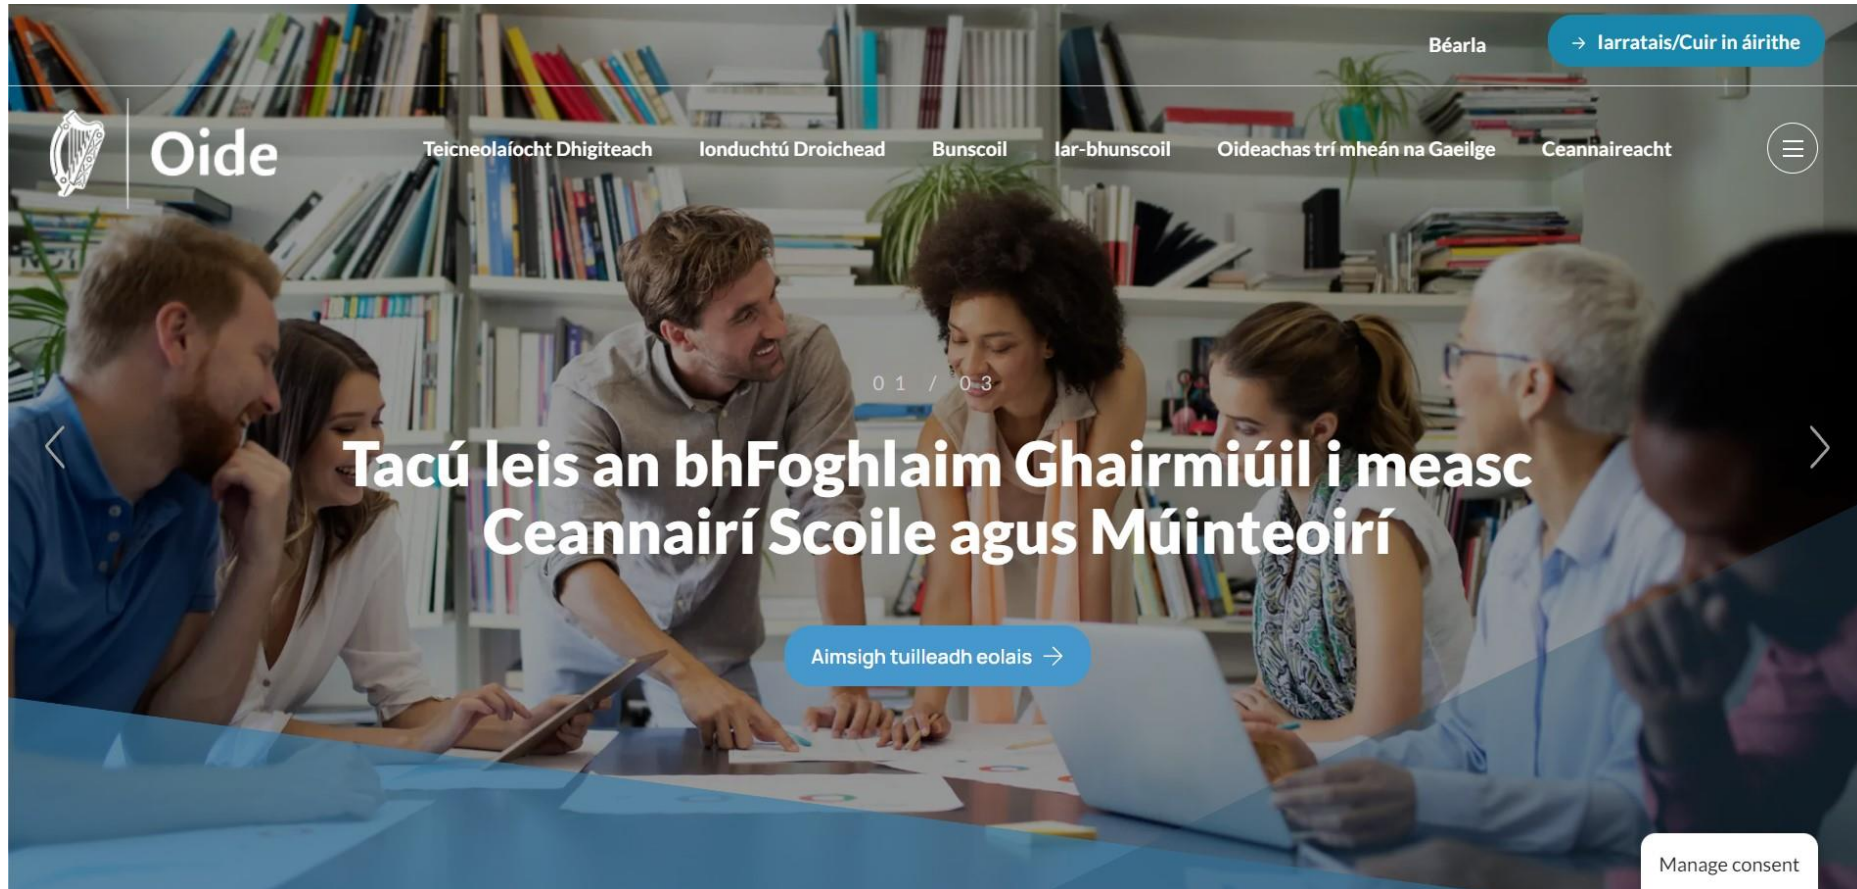 Béarla
→ Iarratais/Cuir in áirithe
Oide
Teicneolaíocht Dhigiteach
Ionduchtú Droichead
Bunscoil
Iar-bhunscoil
Oideachas trí mheán na Gaeilge
Ceannaireacht
01 / 03
Tacú leis an bhFoghlaim Ghairmiúil i measc
Ceannairí Scoile agus Múinteoirí
Aimsigh tuilleadh eolais →
Manage consent